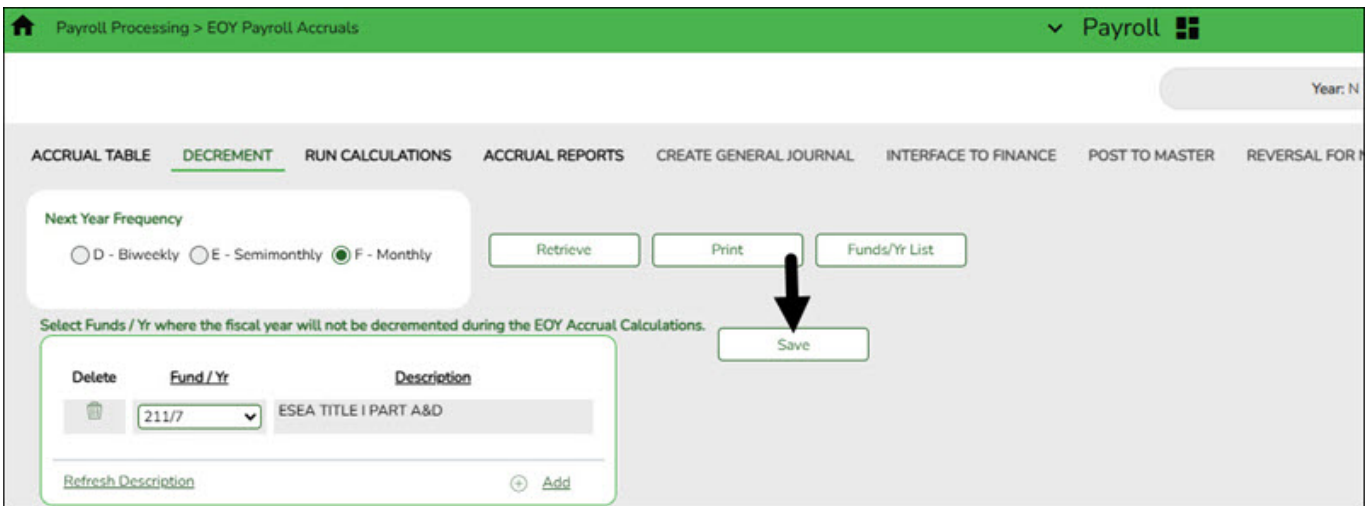 Payroll Processing > EOY Payroll Accruals
Payroll
Year: N
ACCRUAL TABLE DECREMENT RUN CALCULATIONS ACCRUAL REPORTS CREATE GENERAL JOURNAL INTERFACE TO FINANCE POST TO MASTER REVERSAL FOR
Next Year Frequency
D - Biweekly E - Semimonthly F - Monthly
Retrieve Print Funds/Yr List
Select Funds / Yr where the fiscal year will not be decremented during the EOY Accrual Calculations.
Save
Delete Fund / Yr Description
211/7 ESEA TITLE I PART A&D
Refresh Description Add